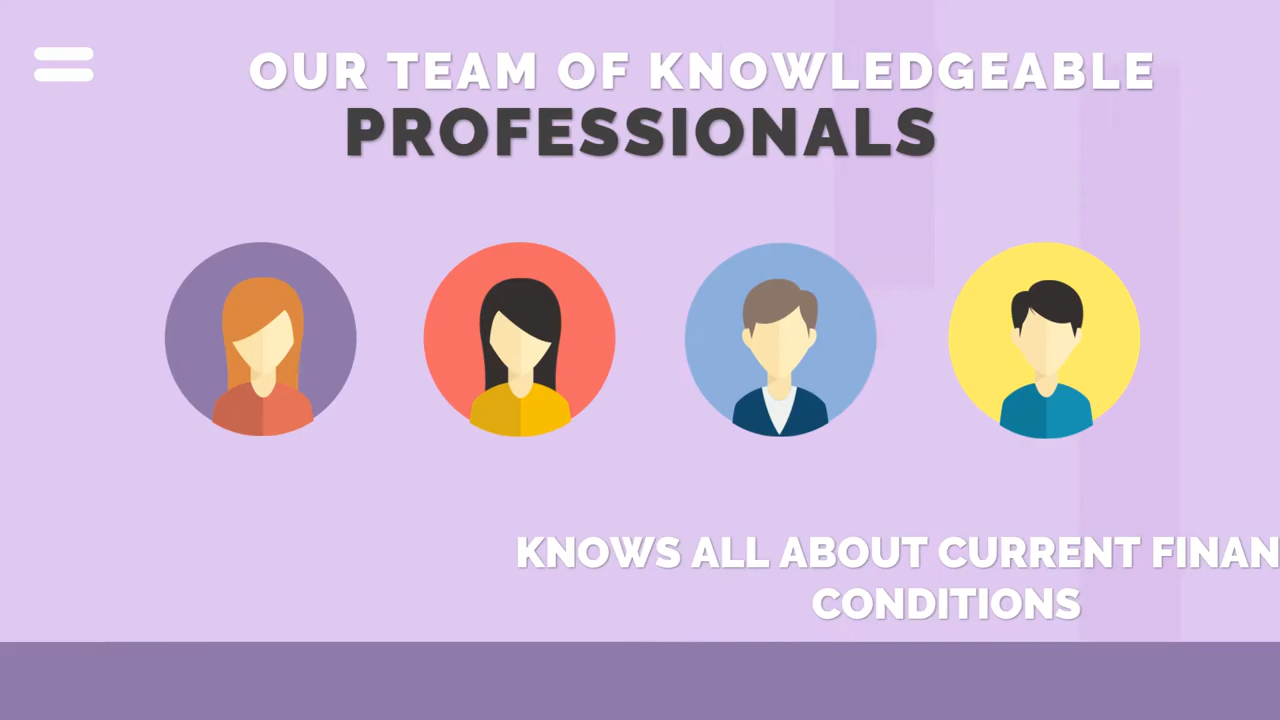 OUR TEAM OF KNOWLEDGEABLE
PROFESSIONALS
KNOWS ALL ABOUT CURRENT FINAN
CONDITIONS